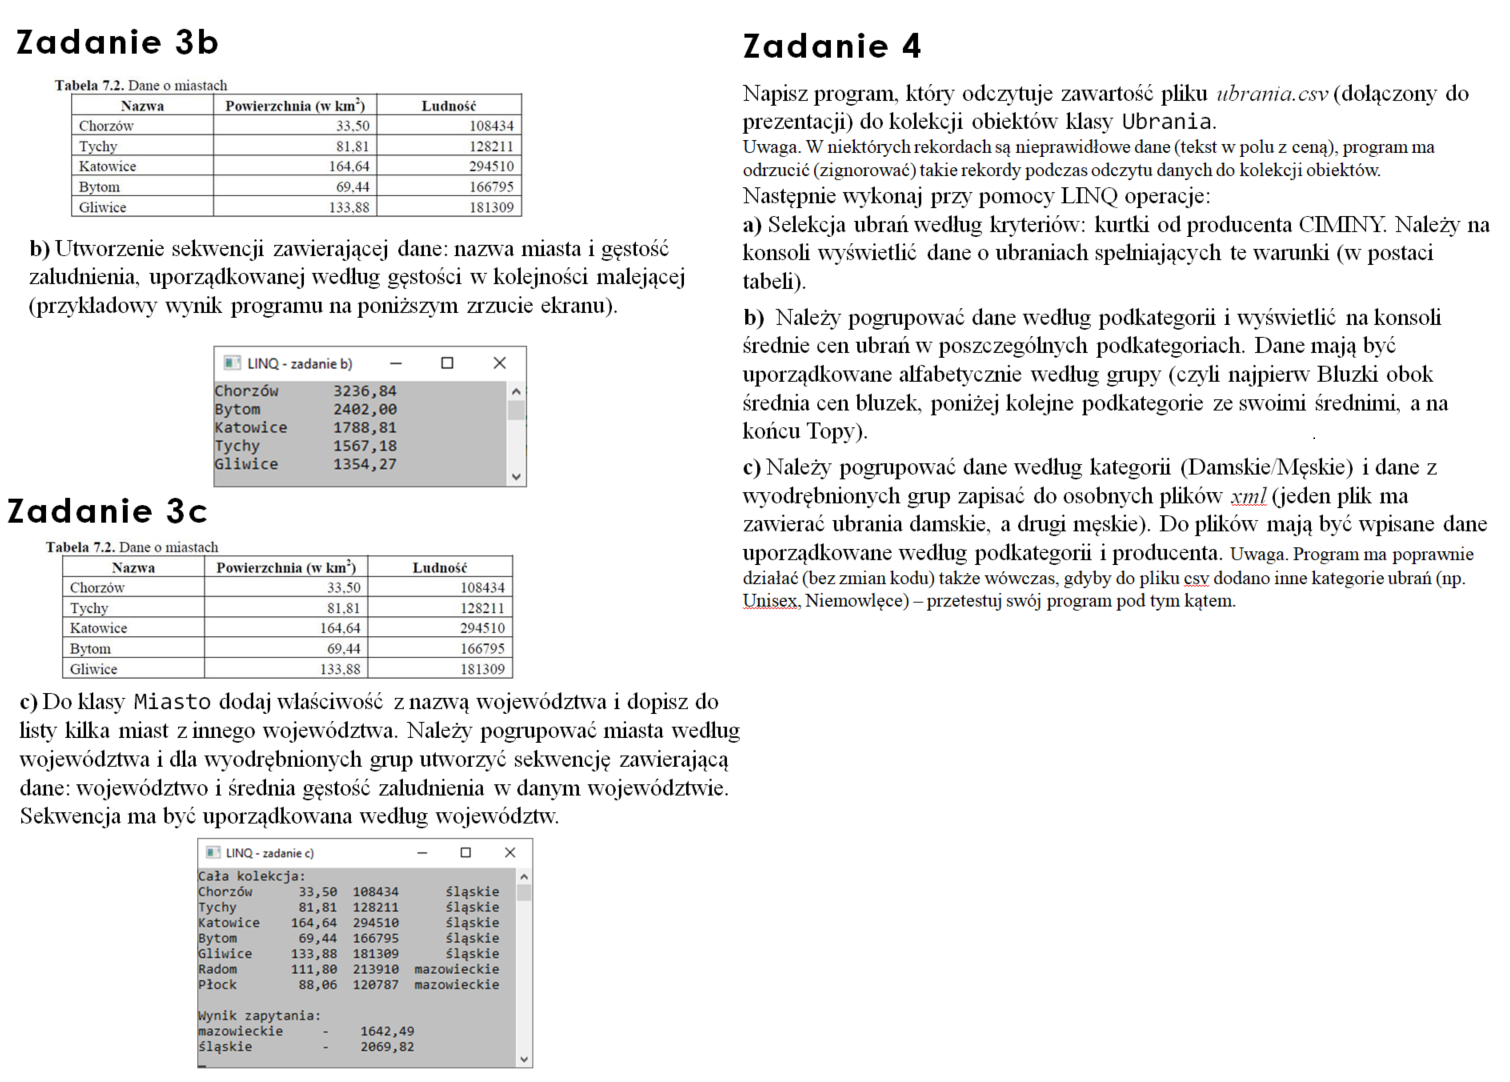 Zadanie 3b
Tabela 7.2. Dane o miastach
Nazwa Powierzchnia (w km²) Ludność
Chorzów 33,50 108434
Tychy 81,81 128211
Katowice 164,64 294510
Bytom 69,44 166795
Gliwice 133,88 181309
b) Utworzenie sekwencji zawierającej dane: nazwa miasta i gęstość
zaludnienia, uporządkowanej według gęstości w kolejności malejącej
(przykładowy wynik programu na poniższym zrzucie ekranu).
LINQ - zadanie b)
Chorzów 3236,84
Bytom 2402,00
Katowice 1788,81
Tychy 1567,18
Gliwice 1354,27
Zadanie 3c
Tabela 7.2. Dane o miastach
Nazwa Powierzchnia (w km²) Ludność
Chorzów 33,50 108434
Tychy 81,81 128211
Katowice 164,64 294510
Bytom 69,44 166795
Gliwice 133,88 181309
c) Do klasy Miasto dodaj właściwość z nazwą województwa i dopisz do
listy kilka miast z innego województwa. Należy pogrupować miasta według
województwa i dla wyodrębnionych grup utworzyć sekwencję zawierającą
dane: województwo i średnia gęstość zaludnienia w danym województwie.
Sekwencja ma być uporządkowana według województw.
LINQ - zadanie c)
Cała kolekcja:
Chorzów 33,50 108434 śląskie
Tychy 81,81 128211 śląskie
Katowice 164,64 294510 śląskie
Bytom 69,44 166795 śląskie
Gliwice 133,88 181309 śląskie
Radom 111,80 213910 mazowieckie
Płock 88,06 120787 mazowieckie
Wynik zapytania:
mazowieckie - 1642,49
śląskie - 2069,82
Zadanie 4
Napisz program, który odczytuje zawartość pliku ubrania.csv (dołączony do
prezentacji) do kolekcji obiektów klasy Ubrania.
Uwaga. W niektórych rekordach są nieprawidłowe dane (tekst w polu z ceną), program ma
odrzucić (zignorować) takie rekordy podczas odczytu danych do kolekcji obiektów.
Następnie wykonaj przy pomocy LINQ operacje:
a) Selekcja ubrań według kryteriów: kurtki od producenta CIMINY. Należy na
konsoli wyświetlić dane o ubraniach spełniających te warunki (w postaci
tabeli).
b) Należy pogrupować dane według podkategorii i wyświetlić na konsoli
średnie cen ubrań w poszczególnych podkategoriach. Dane mają być
uporządkowane alfabetycznie według grupy (czyli najpierw Bluzki obok
średnia cen bluzek, poniżej kolejne podkategorie ze swoimi średnimi, a na
końcu Topy).
c) Należy pogrupować dane według kategorii (Damskie/Męskie) i dane z
wyodrębnionych grup zapisać do osobnych plików xml (jeden plik ma
zawierać ubrania damskie, a drugi męskie). Do plików mają być wpisane dane
uporządkowane według podkategorii i producenta. Uwaga. Program ma poprawnie
działać (bez zmian kodu) także wówczas, gdyby do pliku csv dodano inne kategorie ubrań (np.
Unisex, Niemowlęce) – przetestuj swój program pod tym kątem.